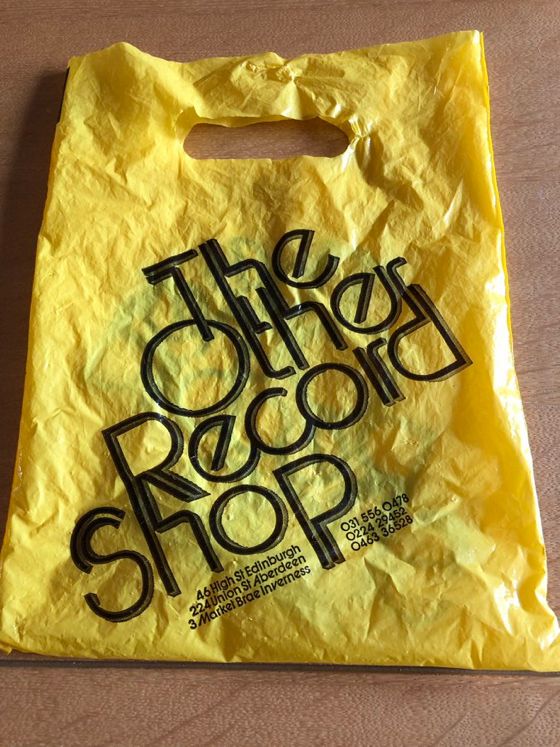 The
Other
Record
Shop
46 High St Edinburgh 031 556 0478
224 Union St Aberdeen 0224 29452
3 Market Brae Inverness 0463 36528